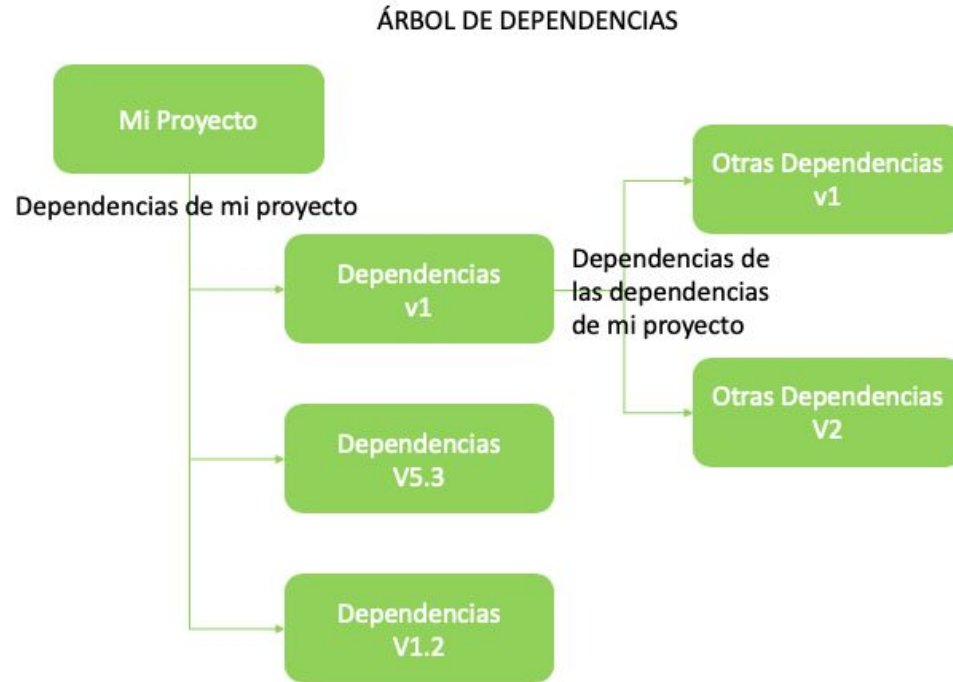 ÁRBOL DE DEPENDENCIAS
Mi Proyecto
Dependencias de mi proyecto
Dependencias
v1
Dependencias de
las dependencias
de mi proyecto
Otras Dependencias
v1
Otras Dependencias
V2
Dependencias
V5.3
Dependencias
V1.2